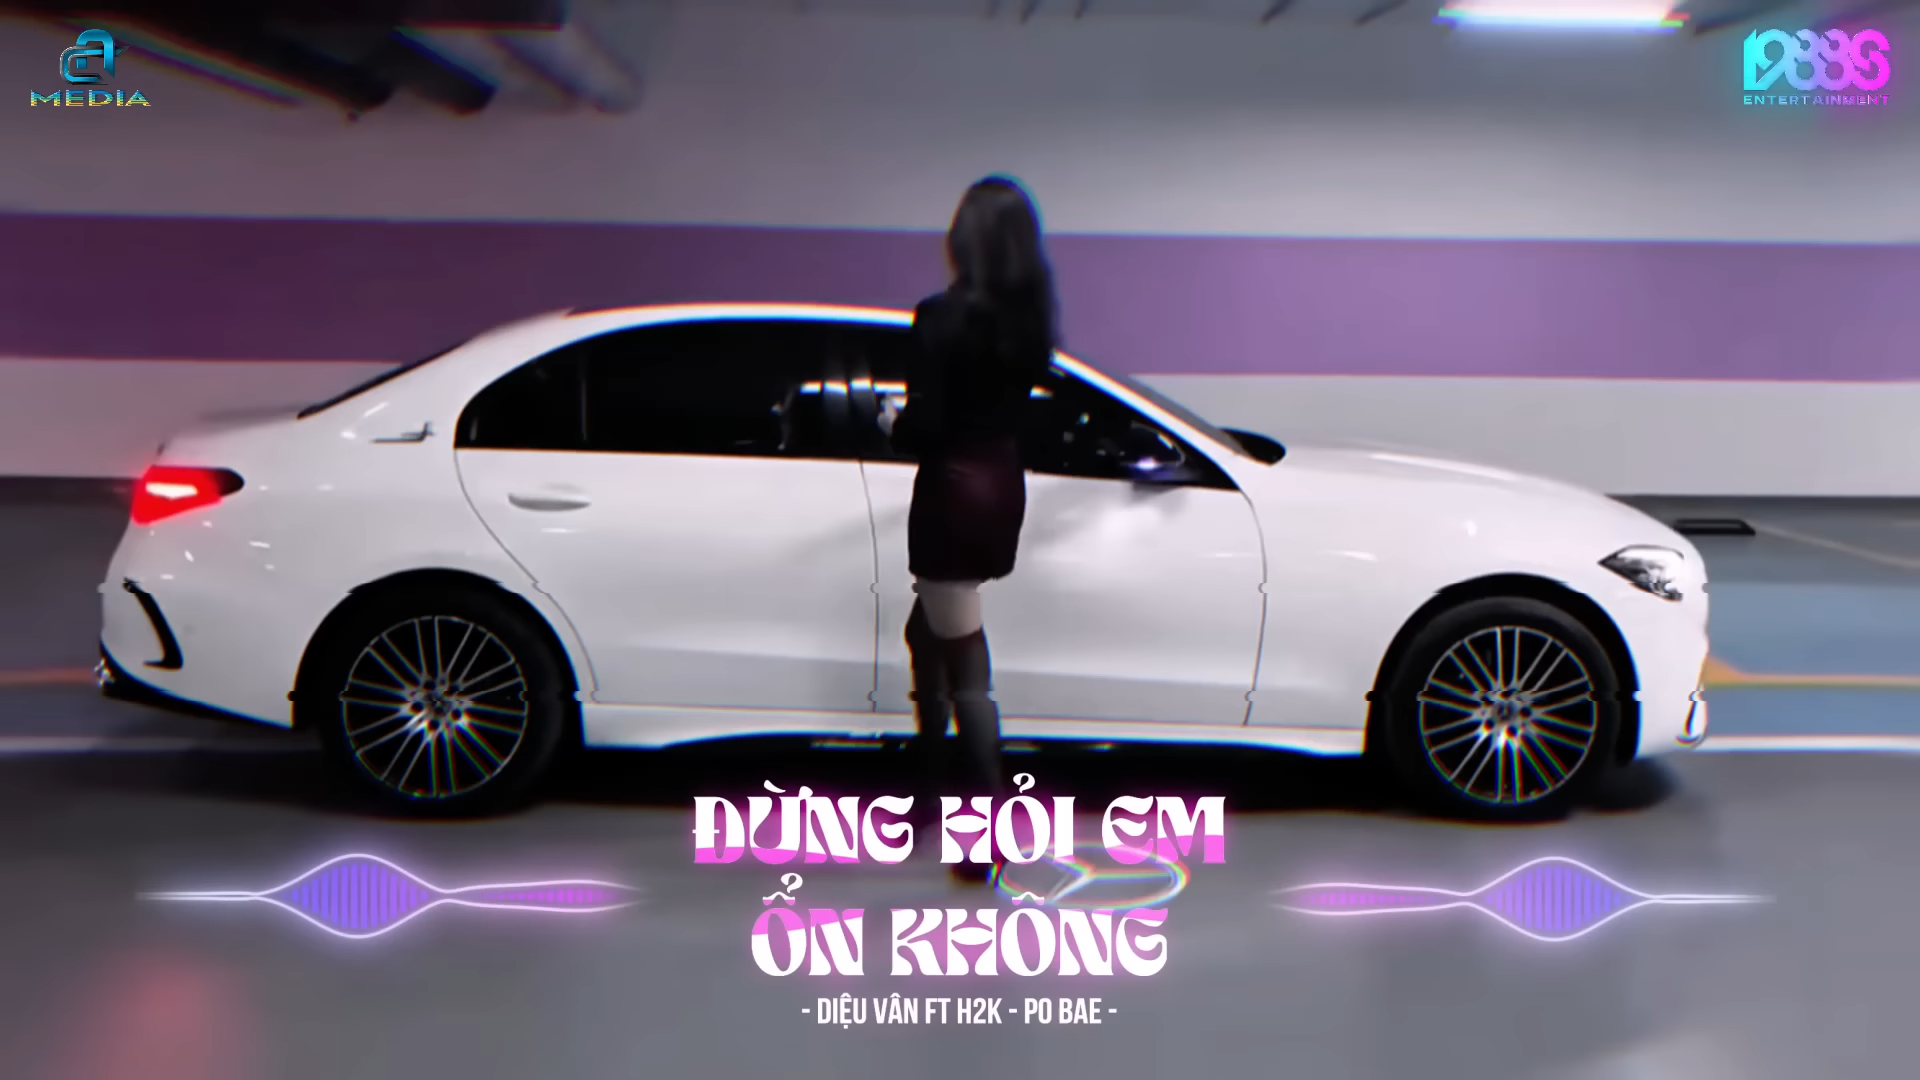 MEDIA
1988S
ENTERTAINMENT
ĐỪNG HỎI EM
ỔN KHÔNG
- DIỆU VÂN FT H2K - PO BAE -